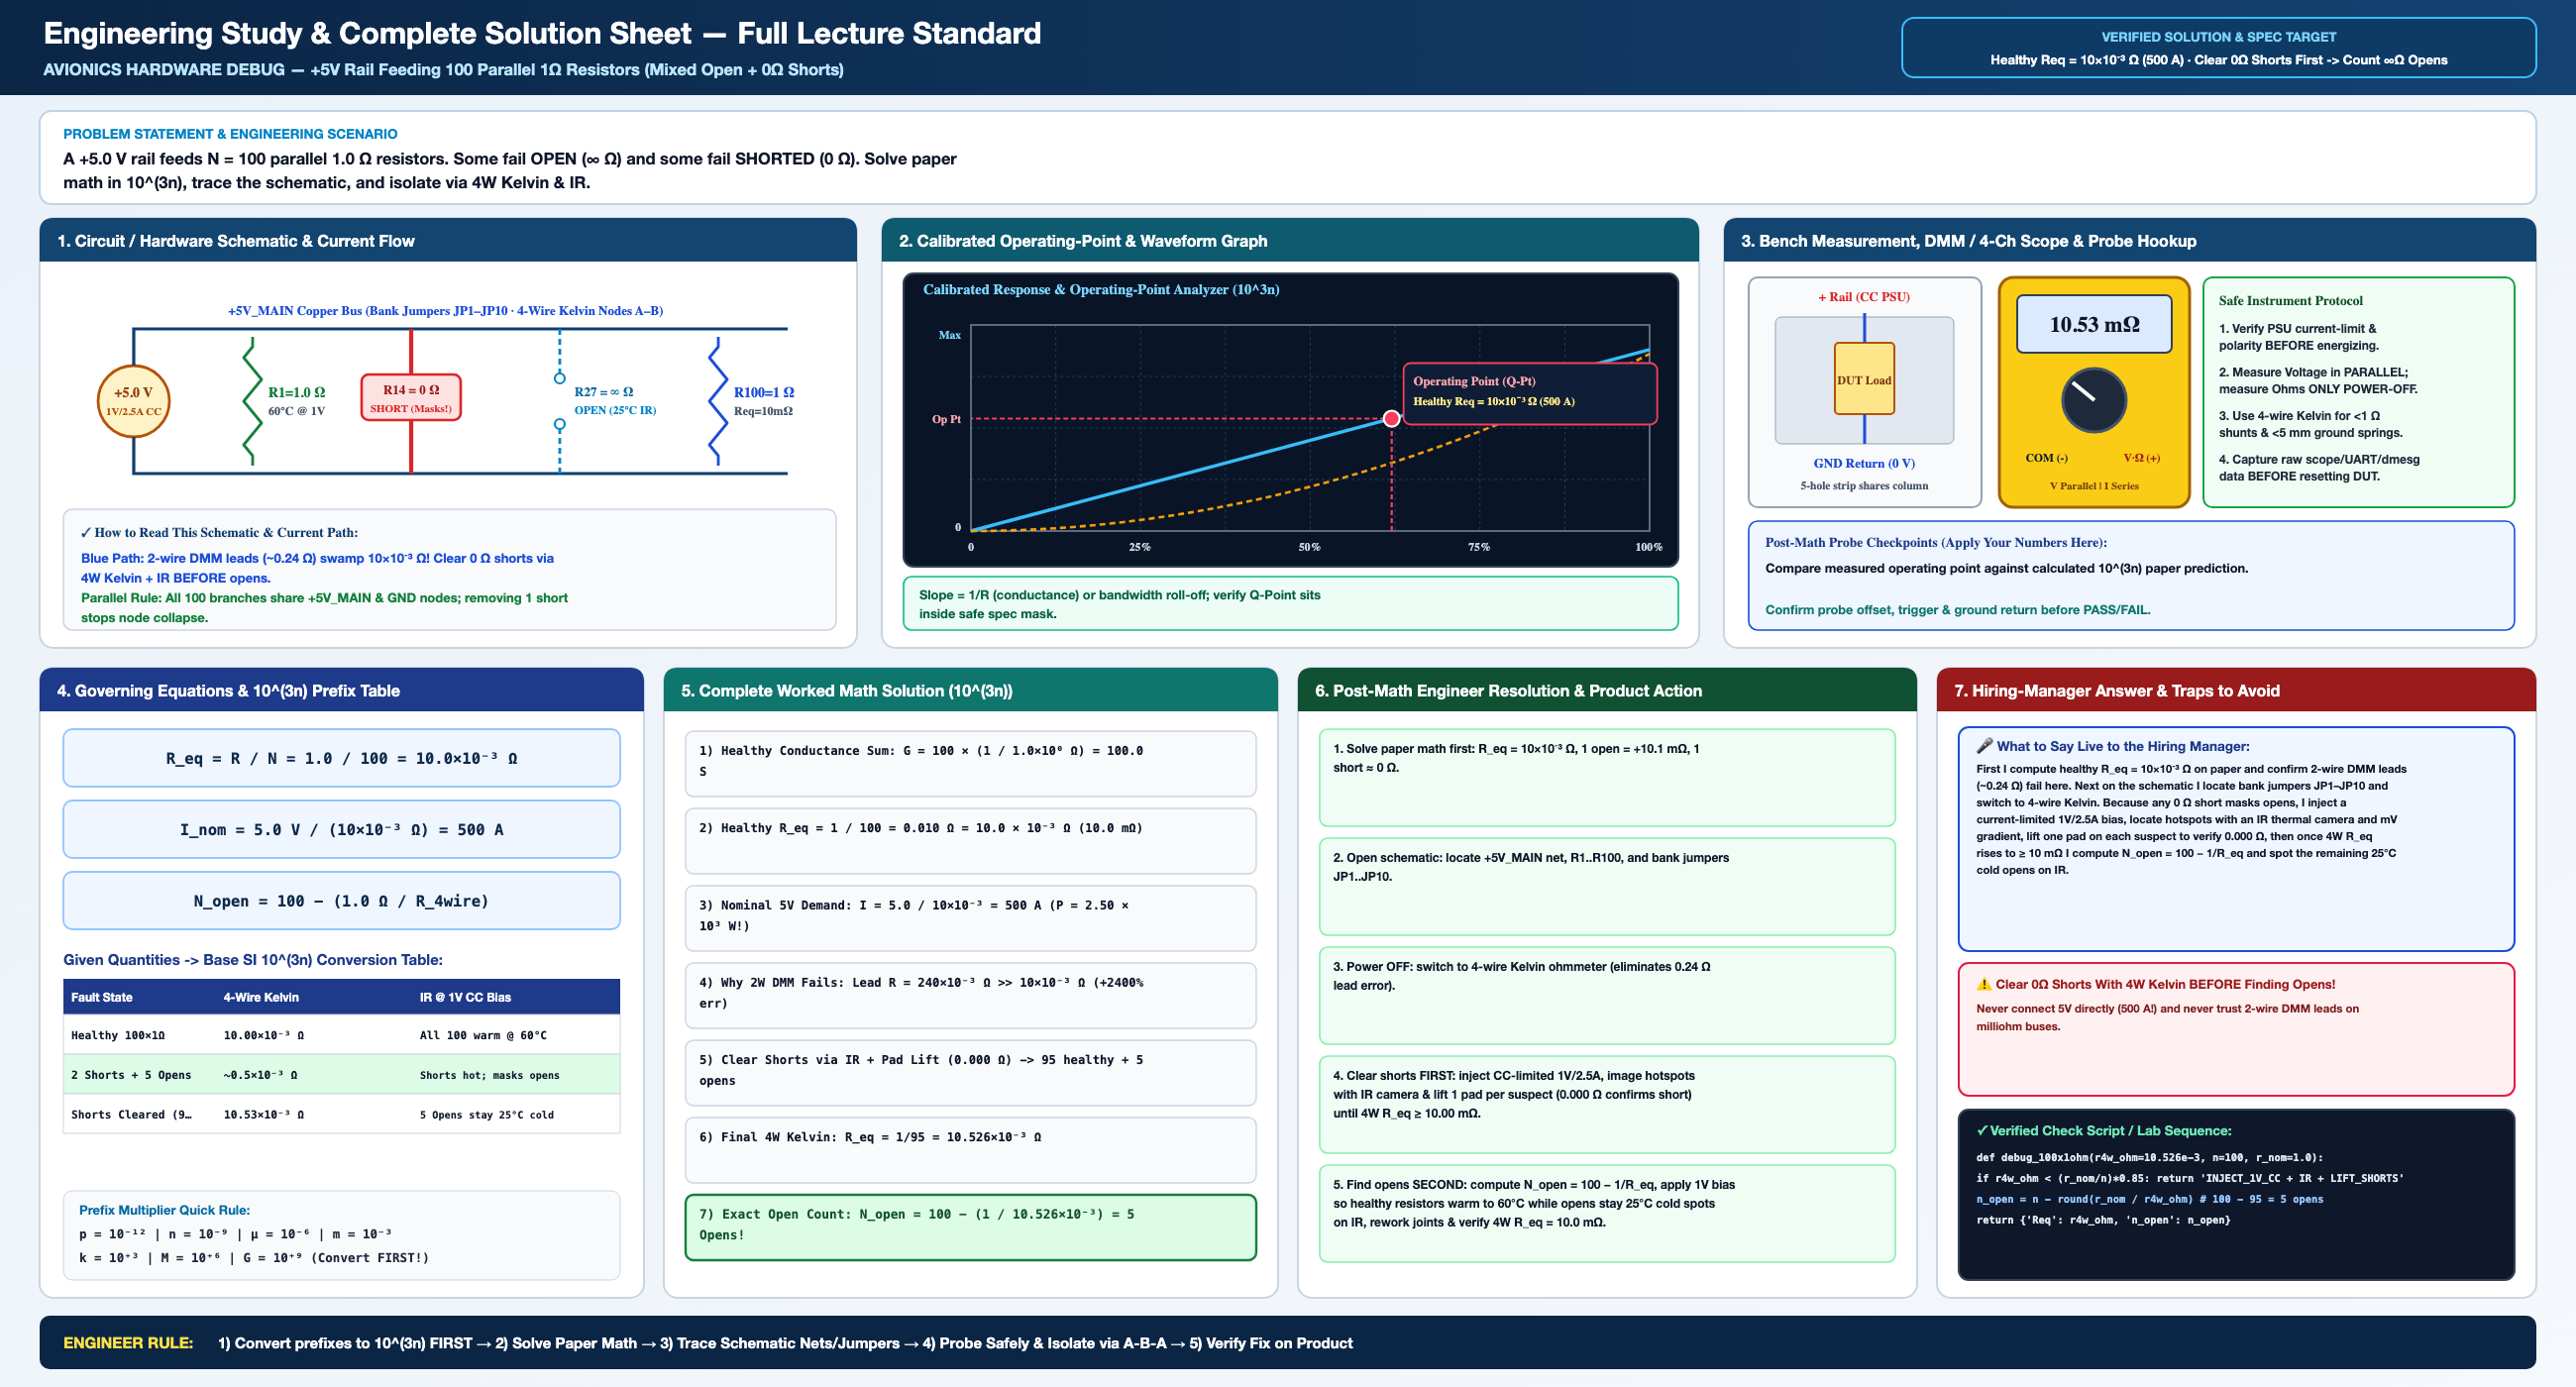 Engineering Study & Complete Solution Sheet — Full Lecture Standard
AVIONICS HARDWARE DEBUG — +5V Rail Feeding 100 Parallel 1Ω Resistors (Mixed Open + 0Ω Shorts)
VERIFIED SOLUTION & SPEC TARGET
Healthy Req = 10×10⁻³ Ω (500 A) · Clear 0Ω Shorts First -> Count ∞Ω Opens
PROBLEM STATEMENT & ENGINEERING SCENARIO
A +5.0 V rail feeds N = 100 parallel 1.0 Ω resistors. Some fail OPEN (∞ Ω) and some fail SHORTED (0 Ω). Solve paper
math in 10^(3n), trace the schematic, and isolate via 4W Kelvin & IR.
1. Circuit / Hardware Schematic & Current Flow
+5V_MAIN Copper Bus (Bank Jumpers JP1–JP10 · 4-Wire Kelvin Nodes A–B)
+5.0 V
1V/2.5A CC
R1=1.0 Ω
60°C @ 1V
R14 = 0 Ω
SHORT (Masks!)
R27 = ∞ Ω
OPEN (25°C IR)
R100=1 Ω
Req=10mΩ
✓ How to Read This Schematic & Current Path:
Blue Path: 2-wire DMM leads (~0.24 Ω) swamp 10×10⁻³ Ω! Clear 0 Ω shorts via
4W Kelvin + IR BEFORE opens.
Parallel Rule: All 100 branches share +5V_MAIN & GND nodes; removing 1 short
stops node collapse.
2. Calibrated Operating-Point & Waveform Graph
Calibrated Response & Operating-Point Analyzer (10^3n)
Max
Op Pt
0
Operating Point (Q-Pt)
Healthy Req = 10×10⁻³ Ω (500 A)
0
25%
50%
75%
100%
Slope = 1/R (conductance) or bandwidth roll-off; verify Q-Point sits
inside safe spec mask.
3. Bench Measurement, DMM / 4-Ch Scope & Probe Hookup
+ Rail (CC PSU)
DUT Load
GND Return (0 V)
5-hole strip shares column
10.53 mΩ
COM (-)
V·Ω (+)
V Parallel | I Series
Safe Instrument Protocol
1. Verify PSU current-limit &
polarity BEFORE energizing.
2. Measure Voltage in PARALLEL;
measure Ohms ONLY POWER-OFF.
3. Use 4-wire Kelvin for <1 Ω
shunts & <5 mm ground springs.
4. Capture raw scope/UART/dmesg
data BEFORE resetting DUT.
Post-Math Probe Checkpoints (Apply Your Numbers Here):
Compare measured operating point against calculated 10^(3n) paper prediction.
Confirm probe offset, trigger & ground return before PASS/FAIL.
4. Governing Equations & 10^(3n) Prefix Table
R_eq = R / N = 1.0 / 100 = 10.0×10⁻³ Ω
I_nom = 5.0 V / (10×10⁻³ Ω) = 500 A
N_open = 100 − (1.0 Ω / R_4wire)
Given Quantities -> Base SI 10^(3n) Conversion Table:
Fault State 4-Wire Kelvin IR @ 1V CC Bias
Healthy 100×1Ω 10.00×10⁻³ Ω All 100 warm @ 60°C
2 Shorts + 5 Opens ~0.5×10⁻³ Ω Shorts hot; masks opens
Shorts Cleared (9… 10.53×10⁻³ Ω 5 Opens stay 25°C cold
Prefix Multiplier Quick Rule:
p = 10⁻¹² | n = 10⁻⁹ | μ = 10⁻⁶ | m = 10⁻³
k = 10⁺³ | M = 10⁺⁶ | G = 10⁺⁹ (Convert FIRST!)
5. Complete Worked Math Solution (10^(3n))
1) Healthy Conductance Sum: G = 100 × (1 / 1.0×10⁰ Ω) = 100.0
S
2) Healthy R_eq = 1 / 100 = 0.010 Ω = 10.0 × 10⁻³ Ω (10.0 mΩ)
3) Nominal 5V Demand: I = 5.0 / 10×10⁻³ = 500 A (P = 2.50 ×
10³ W!)
4) Why 2W DMM Fails: Lead R = 240×10⁻³ Ω >> 10×10⁻³ Ω (+2400%
err)
5) Clear Shorts via IR + Pad Lift (0.000 Ω) —> 95 healthy + 5
opens
6) Final 4W Kelvin: R_eq = 1/95 = 10.526×10⁻³ Ω
7) Exact Open Count: N_open = 100 − (1 / 10.526×10⁻³) = 5
Opens!
6. Post-Math Engineer Resolution & Product Action
1. Solve paper math first: R_eq = 10×10⁻³ Ω, 1 open = +10.1 mΩ, 1
short ≈ 0 Ω.
2. Open schematic: locate +5V_MAIN net, R1..R100, and bank jumpers
JP1..JP10.
3. Power OFF: switch to 4-wire Kelvin ohmmeter (eliminates 0.24 Ω
lead error).
4. Clear shorts FIRST: inject CC-limited 1V/2.5A, image hotspots
with IR camera & lift 1 pad per suspect (0.000 Ω confirms short)
until 4W R_eq ≥ 10.00 mΩ.
5. Find opens SECOND: compute N_open = 100 − 1/R_eq, apply 1V bias
so healthy resistors warm to 60°C while opens stay 25°C cold spots
on IR, rework joints & verify 4W R_eq = 10.0 mΩ.
7. Hiring-Manager Answer & Traps to Avoid
🎤 What to Say Live to the Hiring Manager:
First I compute healthy R_eq = 10×10⁻³ Ω on paper and confirm 2-wire DMM leads
(~0.24 Ω) fail here. Next on the schematic I locate bank jumpers JP1–JP10 and
switch to 4-wire Kelvin. Because any 0 Ω short masks opens, I inject a
current-limited 1V/2.5A bias, locate hotspots with an IR thermal camera and mV
gradient, lift one pad on each suspect to verify 0.000 Ω, then once 4W R_eq
rises to ≥ 10 mΩ I compute N_open = 100 − 1/R_eq and spot the remaining 25°C
cold opens on IR.
⚠️ Clear 0Ω Shorts With 4W Kelvin BEFORE Finding Opens!
Never connect 5V directly (500 A!) and never trust 2-wire DMM leads on
milliohm buses.
✓ Verified Check Script / Lab Sequence:
def debug_100x1ohm(r4w_ohm=10.526e−3, n=100, r_nom=1.0):
if r4w_ohm < (r_nom/n)*0.85: return 'INJECT_1V_CC + IR + LIFT_SHORTS'
n_open = n − round(r_nom / r4w_ohm) # 100 − 95 = 5 opens
return {'Req': r4w_ohm, 'n_open': n_open}
ENGINEER RULE: 1) Convert prefixes to 10^(3n) FIRST → 2) Solve Paper Math → 3) Trace Schematic Nets/Jumpers → 4) Probe Safely & Isolate via A-B-A → 5) Verify Fix on Product